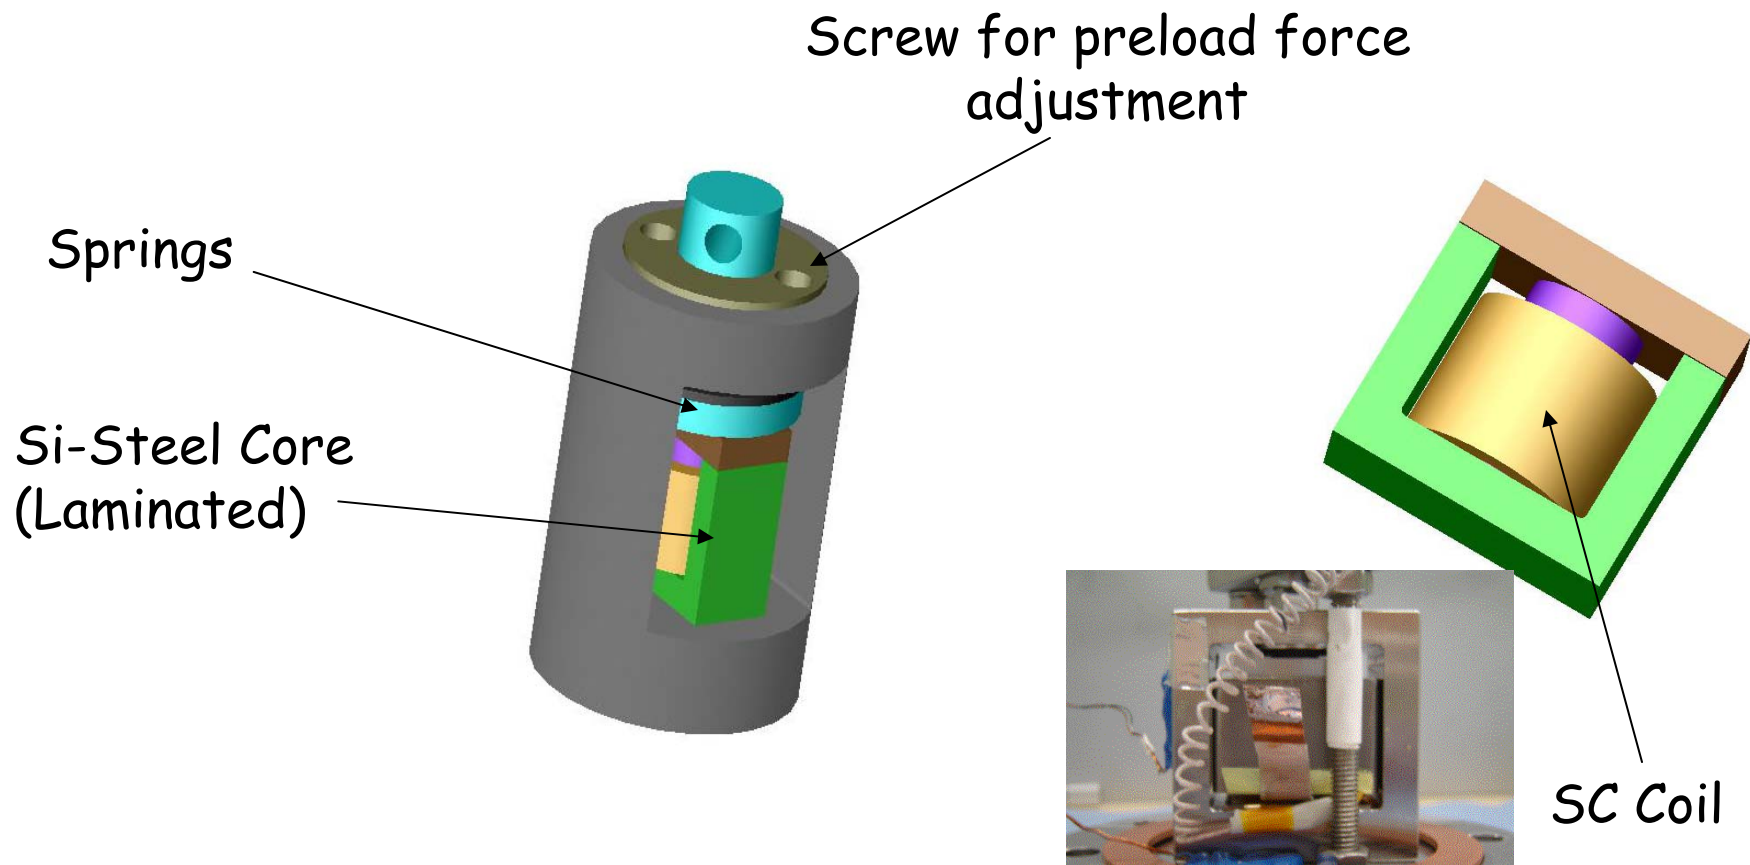 Screw for preload force
adjustment
Springs
Si-Steel Core
(Laminated)
SC Coil